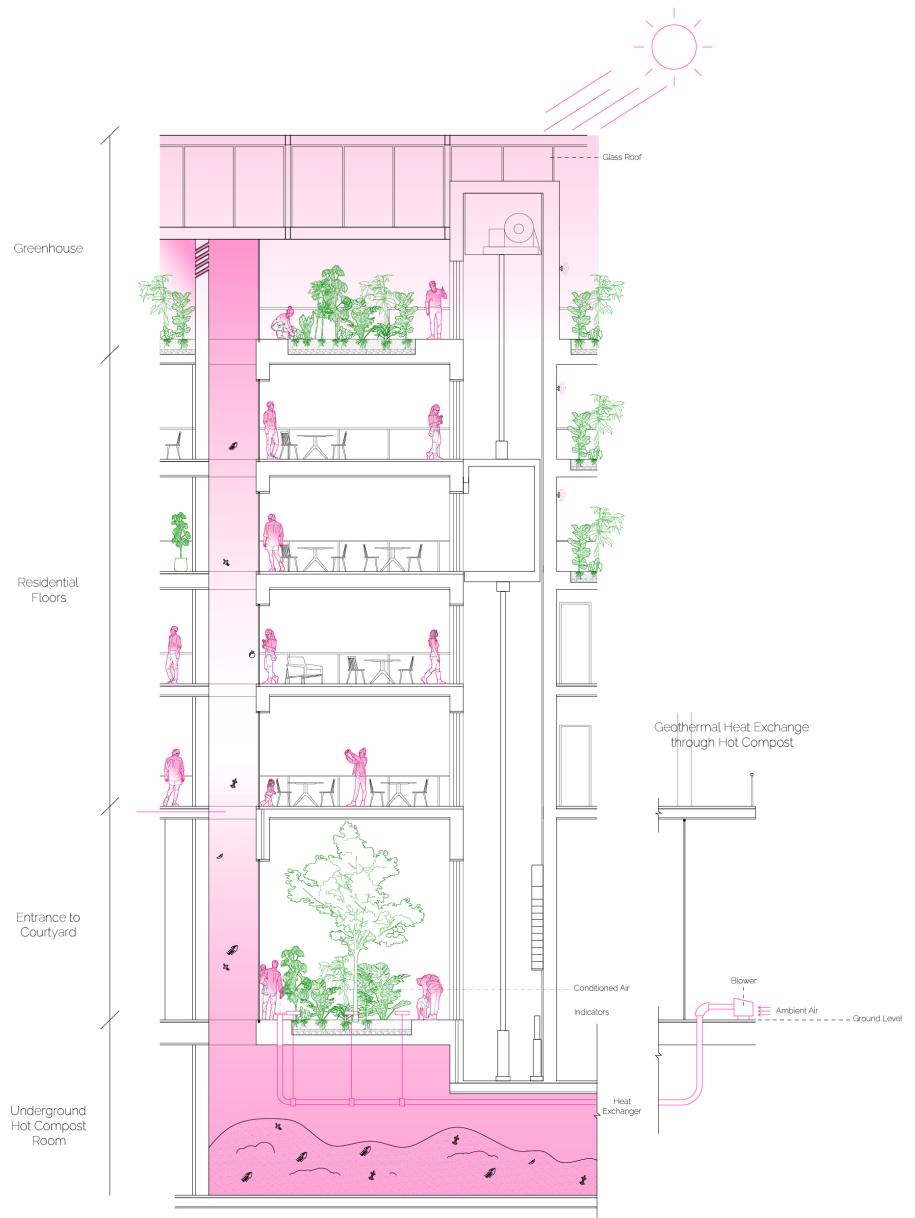 Glass Roof
Greenhouse
Residential
Floors
Geothermal Heat Exchange
through Hot Compost
Entrance to
Courtyard
Conditioned Air
Blower
Indicators
Ambient Air
Ground Level
Heat
Exchanger
Underground
Hot Compost
Room